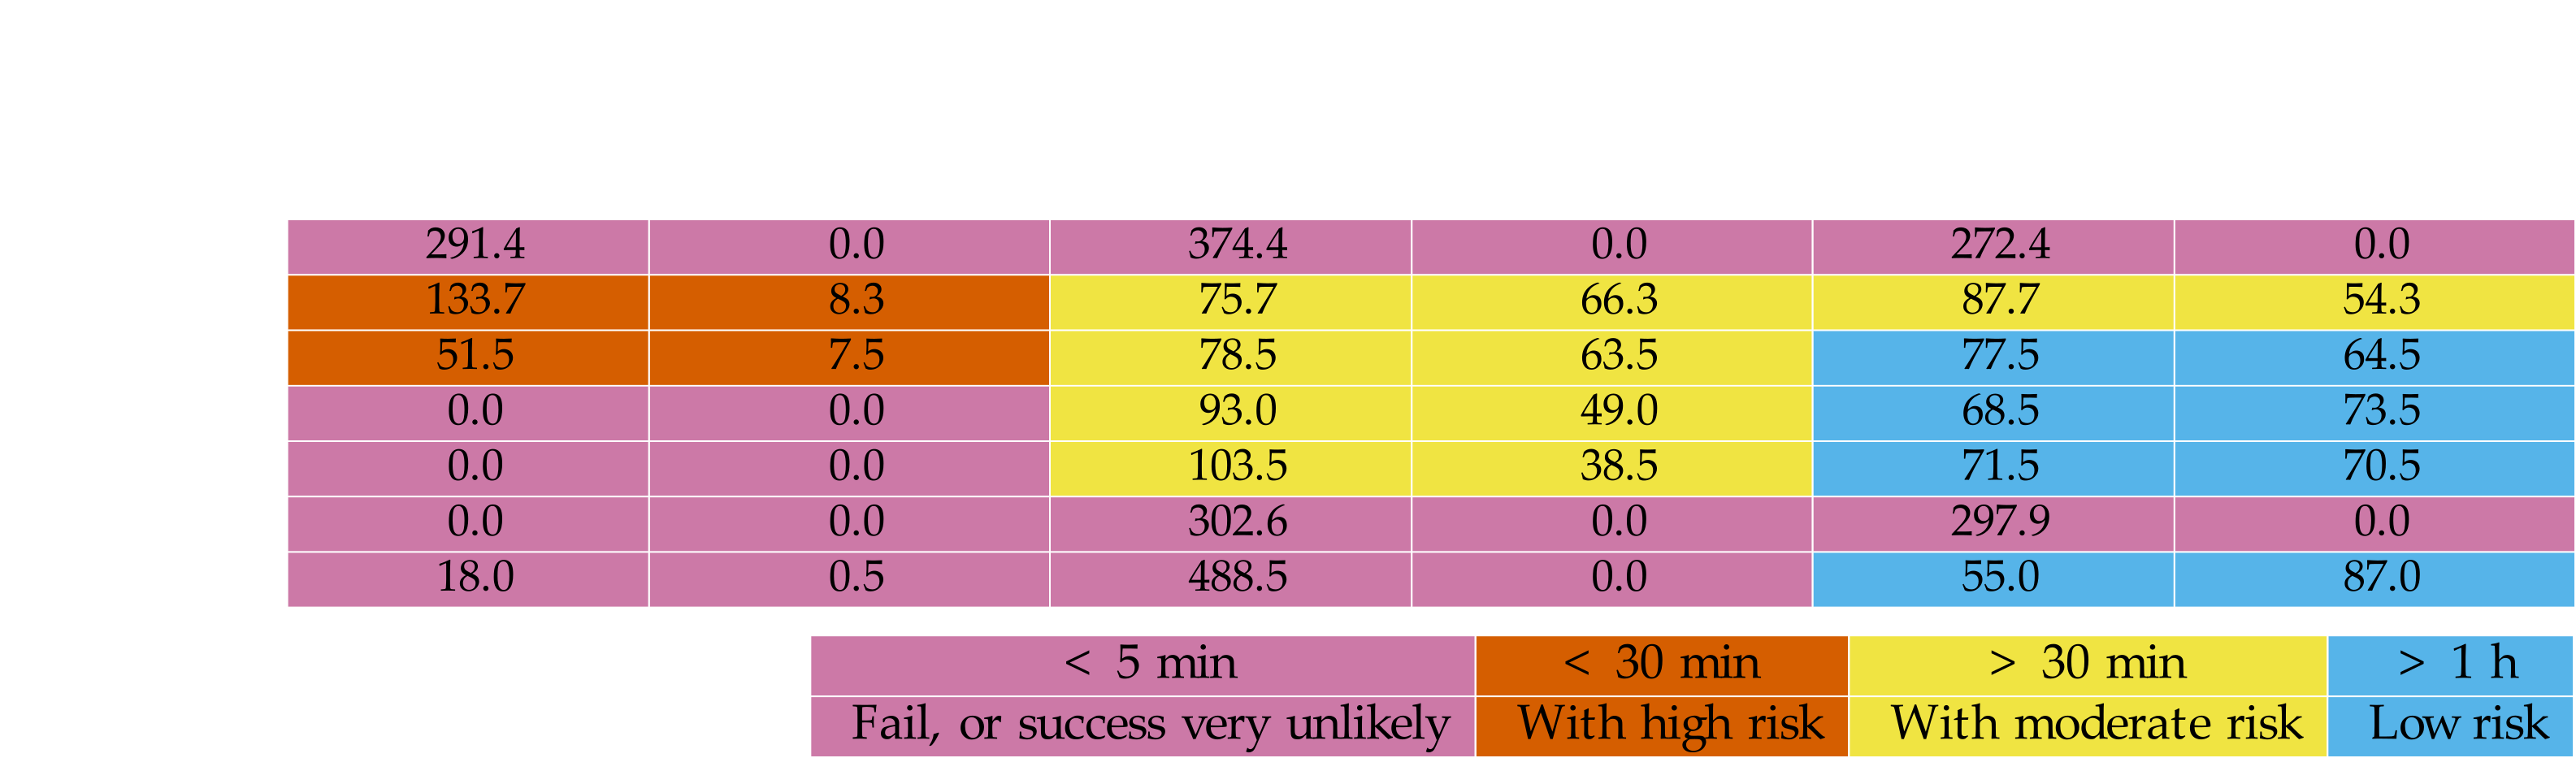 291.4 0.0 374.4 0.0 272.4 0.0
133.7 8.3 75.7 66.3 87.7 54.3
51.5 7.5 78.5 63.5 77.5 64.5
0.0 0.0 93.0 49.0 68.5 73.5
0.0 0.0 103.5 38.5 71.5 70.5
0.0 0.0 302.6 0.0 297.9 0.0
18.0 0.5 488.5 0.0 55.0 87.0
< 5 min < 30 min > 30 min > 1 h
Fail, or success very unlikely With high risk With moderate risk Low risk